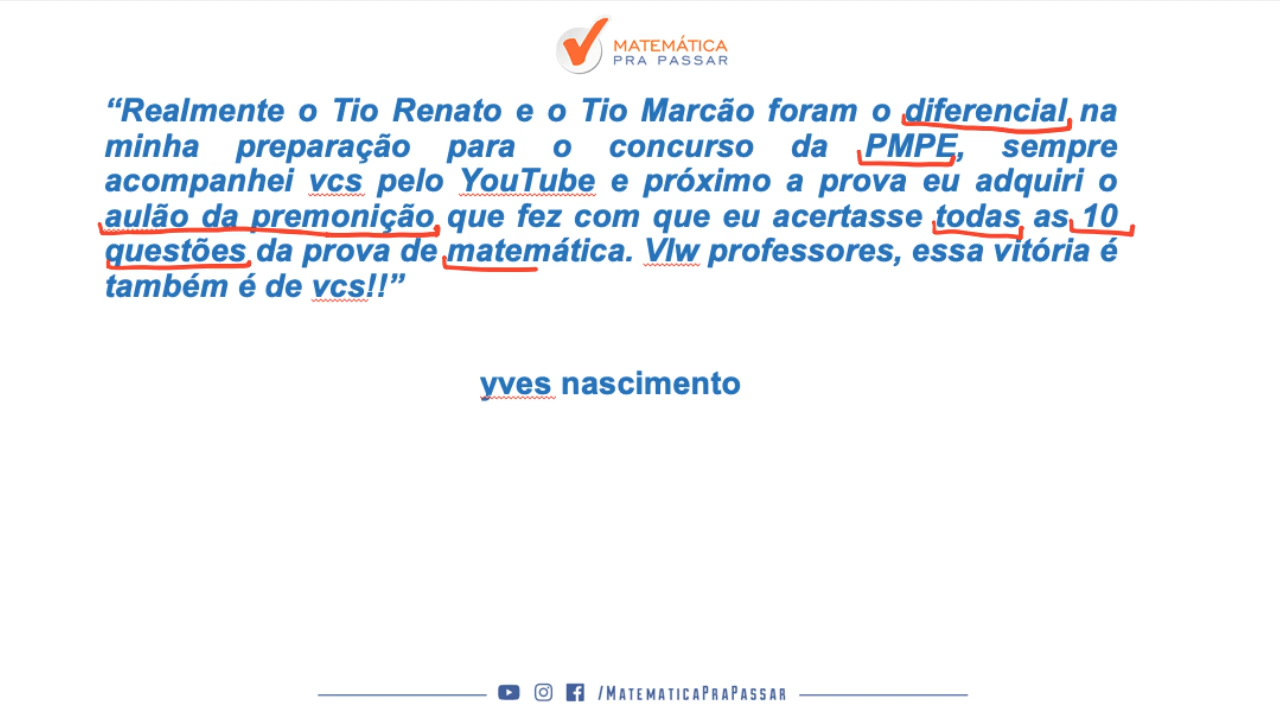 MATEMÁTICA
PRA PASSAR
“Realmente o Tio Renato e o Tio Marcão foram o diferencial na
minha preparação para o concurso da PMPE, sempre
acompanhei vcs pelo YouTube e próximo a prova eu adquiri o
aulão da premonição que fez com que eu acertasse todas as 10
questões da prova de matemática. Vlw professores, essa vitória é
também é de vcs!!”
yves nascimento
/MATEMATICAPRAPASSAR